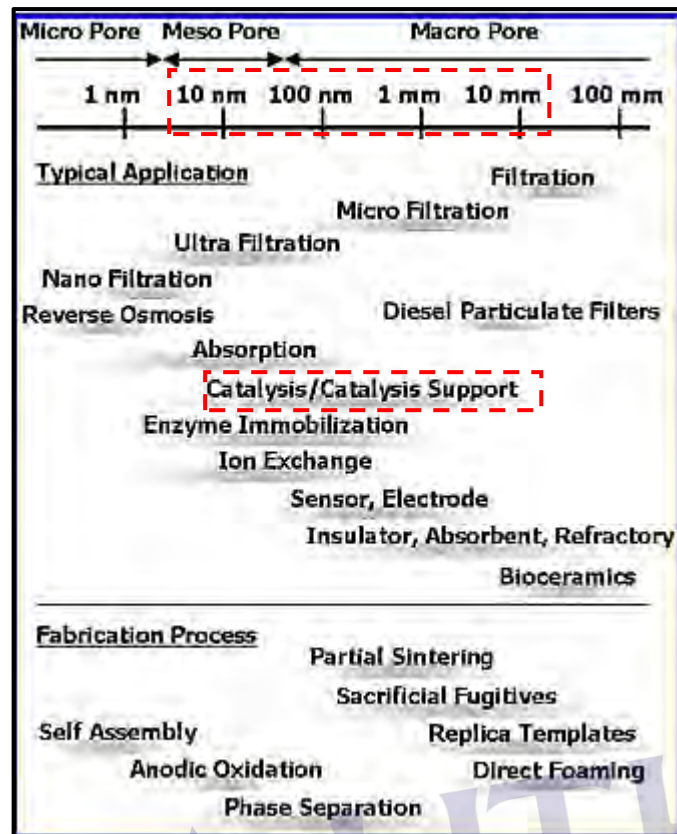 Micro Pore Meso Pore Macro Pore
1 nm 10 nm 100 nm 1 mm 10 mm 100 mm
Typical Application
Filtration
Micro Filtration
Ultra Filtration
Nano Filtration
Reverse Osmosis Diesel Particulate Filters
Absorption
Catalysis/Catalysis Support
Enzyme Immobilization
Ion Exchange
Sensor, Electrode
Insulator, Absorbent, Refractory
Bioceramics
Fabrication Process
Partial Sintering
Sacrificial Fugitives
Self Assembly Replica Templates
Anodic Oxidation Direct Foaming
Phase Separation